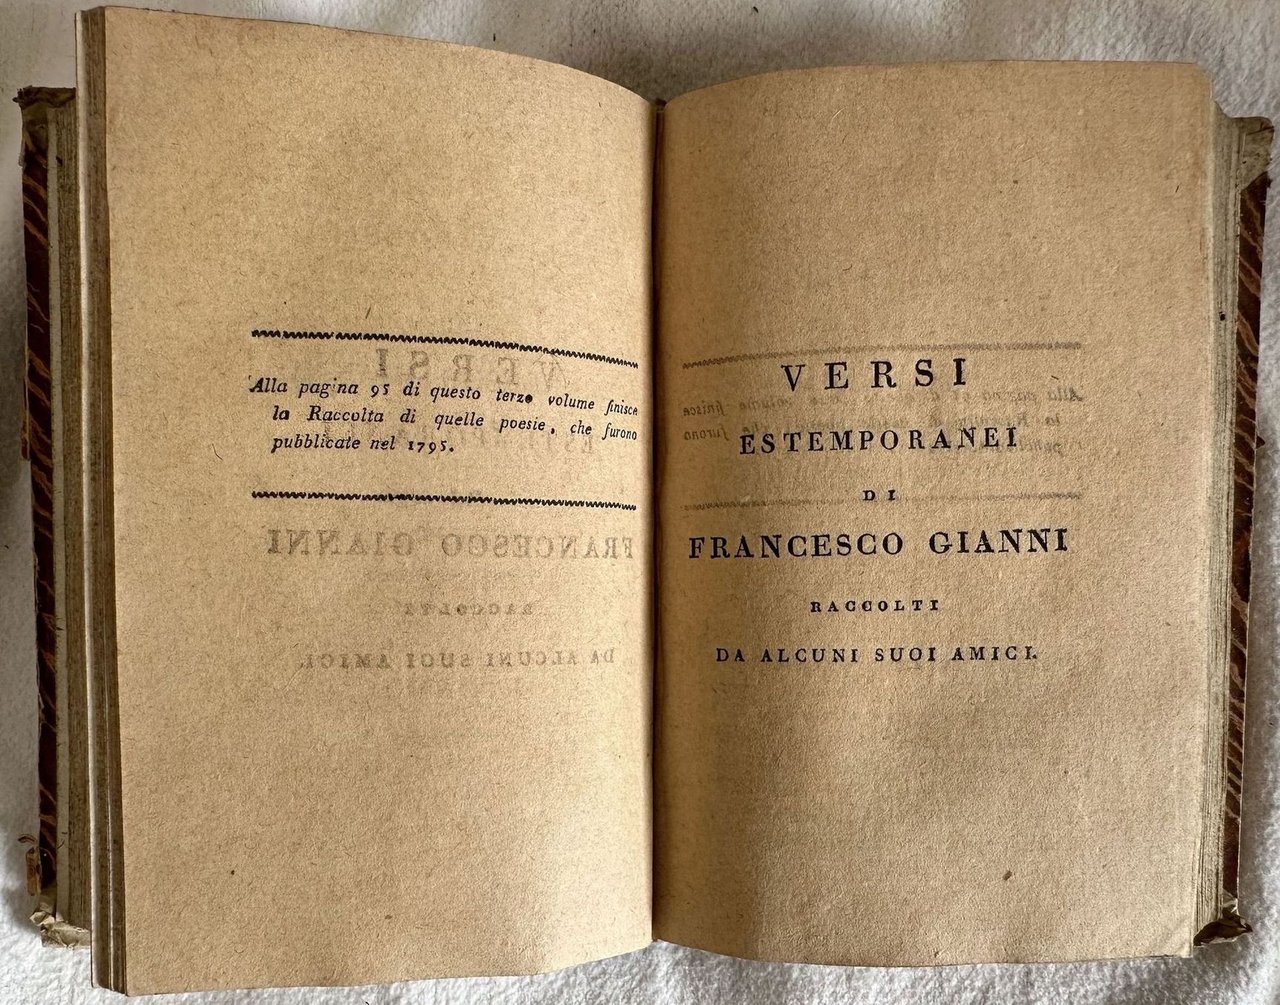 Alla pagina 95 di questo terzo volume finisce
la Raccolta di quelle poesie, che furono
pubblicate nel 1795.
VERSI
ESTEMPORANEI
DI
FRANCESCO GIANNI
RACCOLTI
DA ALCUNI SUOI AMICI.